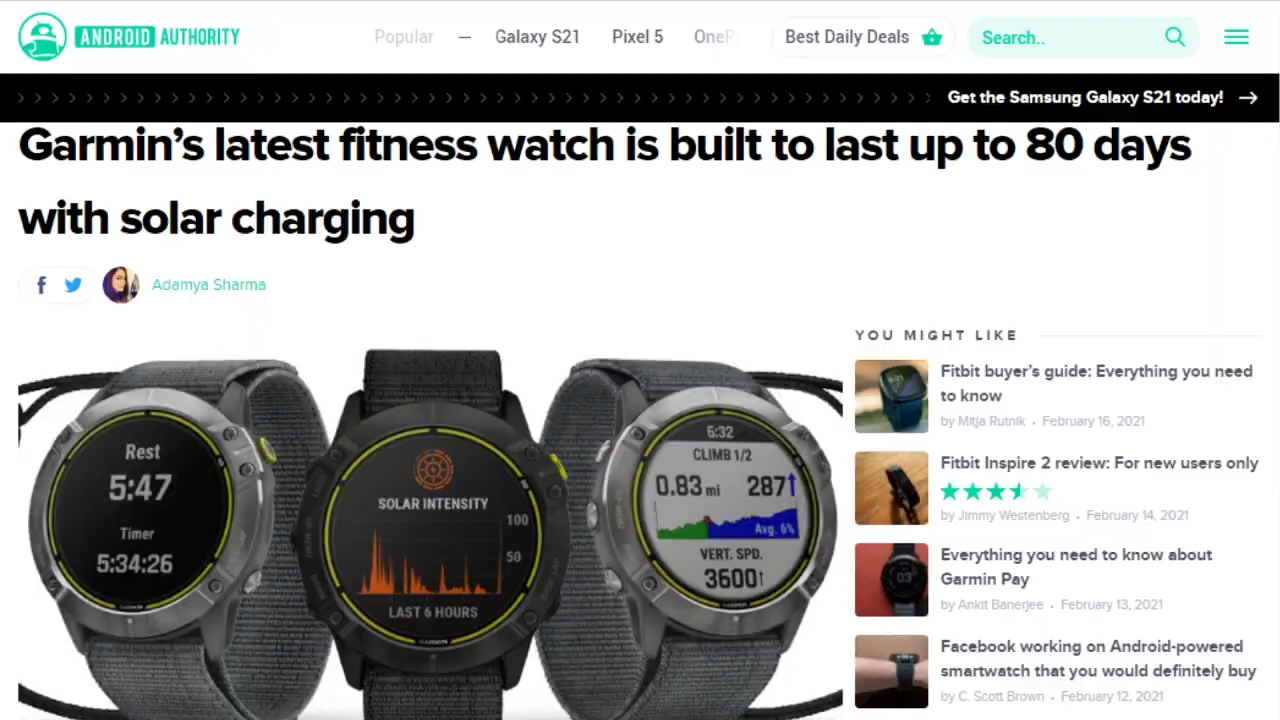 ANDROID AUTHORITY
Popular — Galaxy S21 Pixel 5 OneP
Best Daily Deals
Search..
Get the Samsung Galaxy S21 today!
Garmin's latest fitness watch is built to last up to 80 days
with solar charging
Adamya Sharma
Rest
5:47
Timer
5:34:26
SOLAR INTENSITY
100
50
LAST 6 HOURS
GARMIN
6:32
CLIMB 1/2
0.83 mi 287↑
Avg. 6%
VERT. SPD.
3600↑
YOU MIGHT LIKE
Fitbit buyer's guide: Everything you need
to know
by Mitja Rutnik • February 16, 2021
Fitbit Inspire 2 review: For new users only
by Jimmy Westenberg • February 14, 2021
Everything you need to know about
Garmin Pay
by Ankit Banerjee • February 13, 2021
Facebook working on Android-powered
smartwatch that you would definitely buy
by C. Scott Brown • February 12, 2021